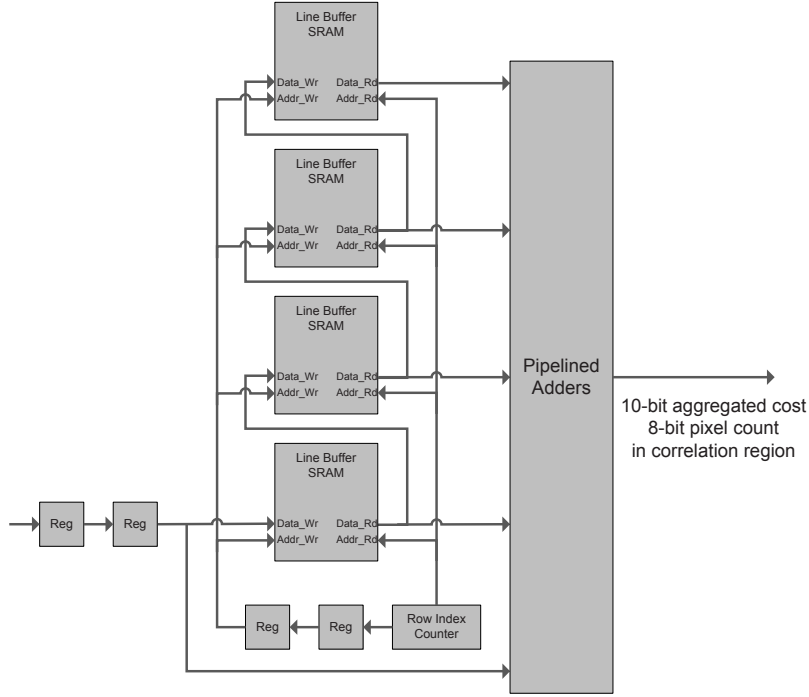 Line Buffer
SRAM
Data_Wr Data_Rd
Addr_Wr Addr_Rd
Line Buffer
SRAM
Data_Wr Data_Rd
Addr_Wr Addr_Rd
Line Buffer
SRAM
Data_Wr Data_Rd
Addr_Wr Addr_Rd
Line Buffer
SRAM
Data_Wr Data_Rd
Addr_Wr Addr_Rd
Reg Reg
Reg Reg
Row Index
Counter
Pipelined
Adders
10-bit aggregated cost
8-bit pixel count
in correlation region